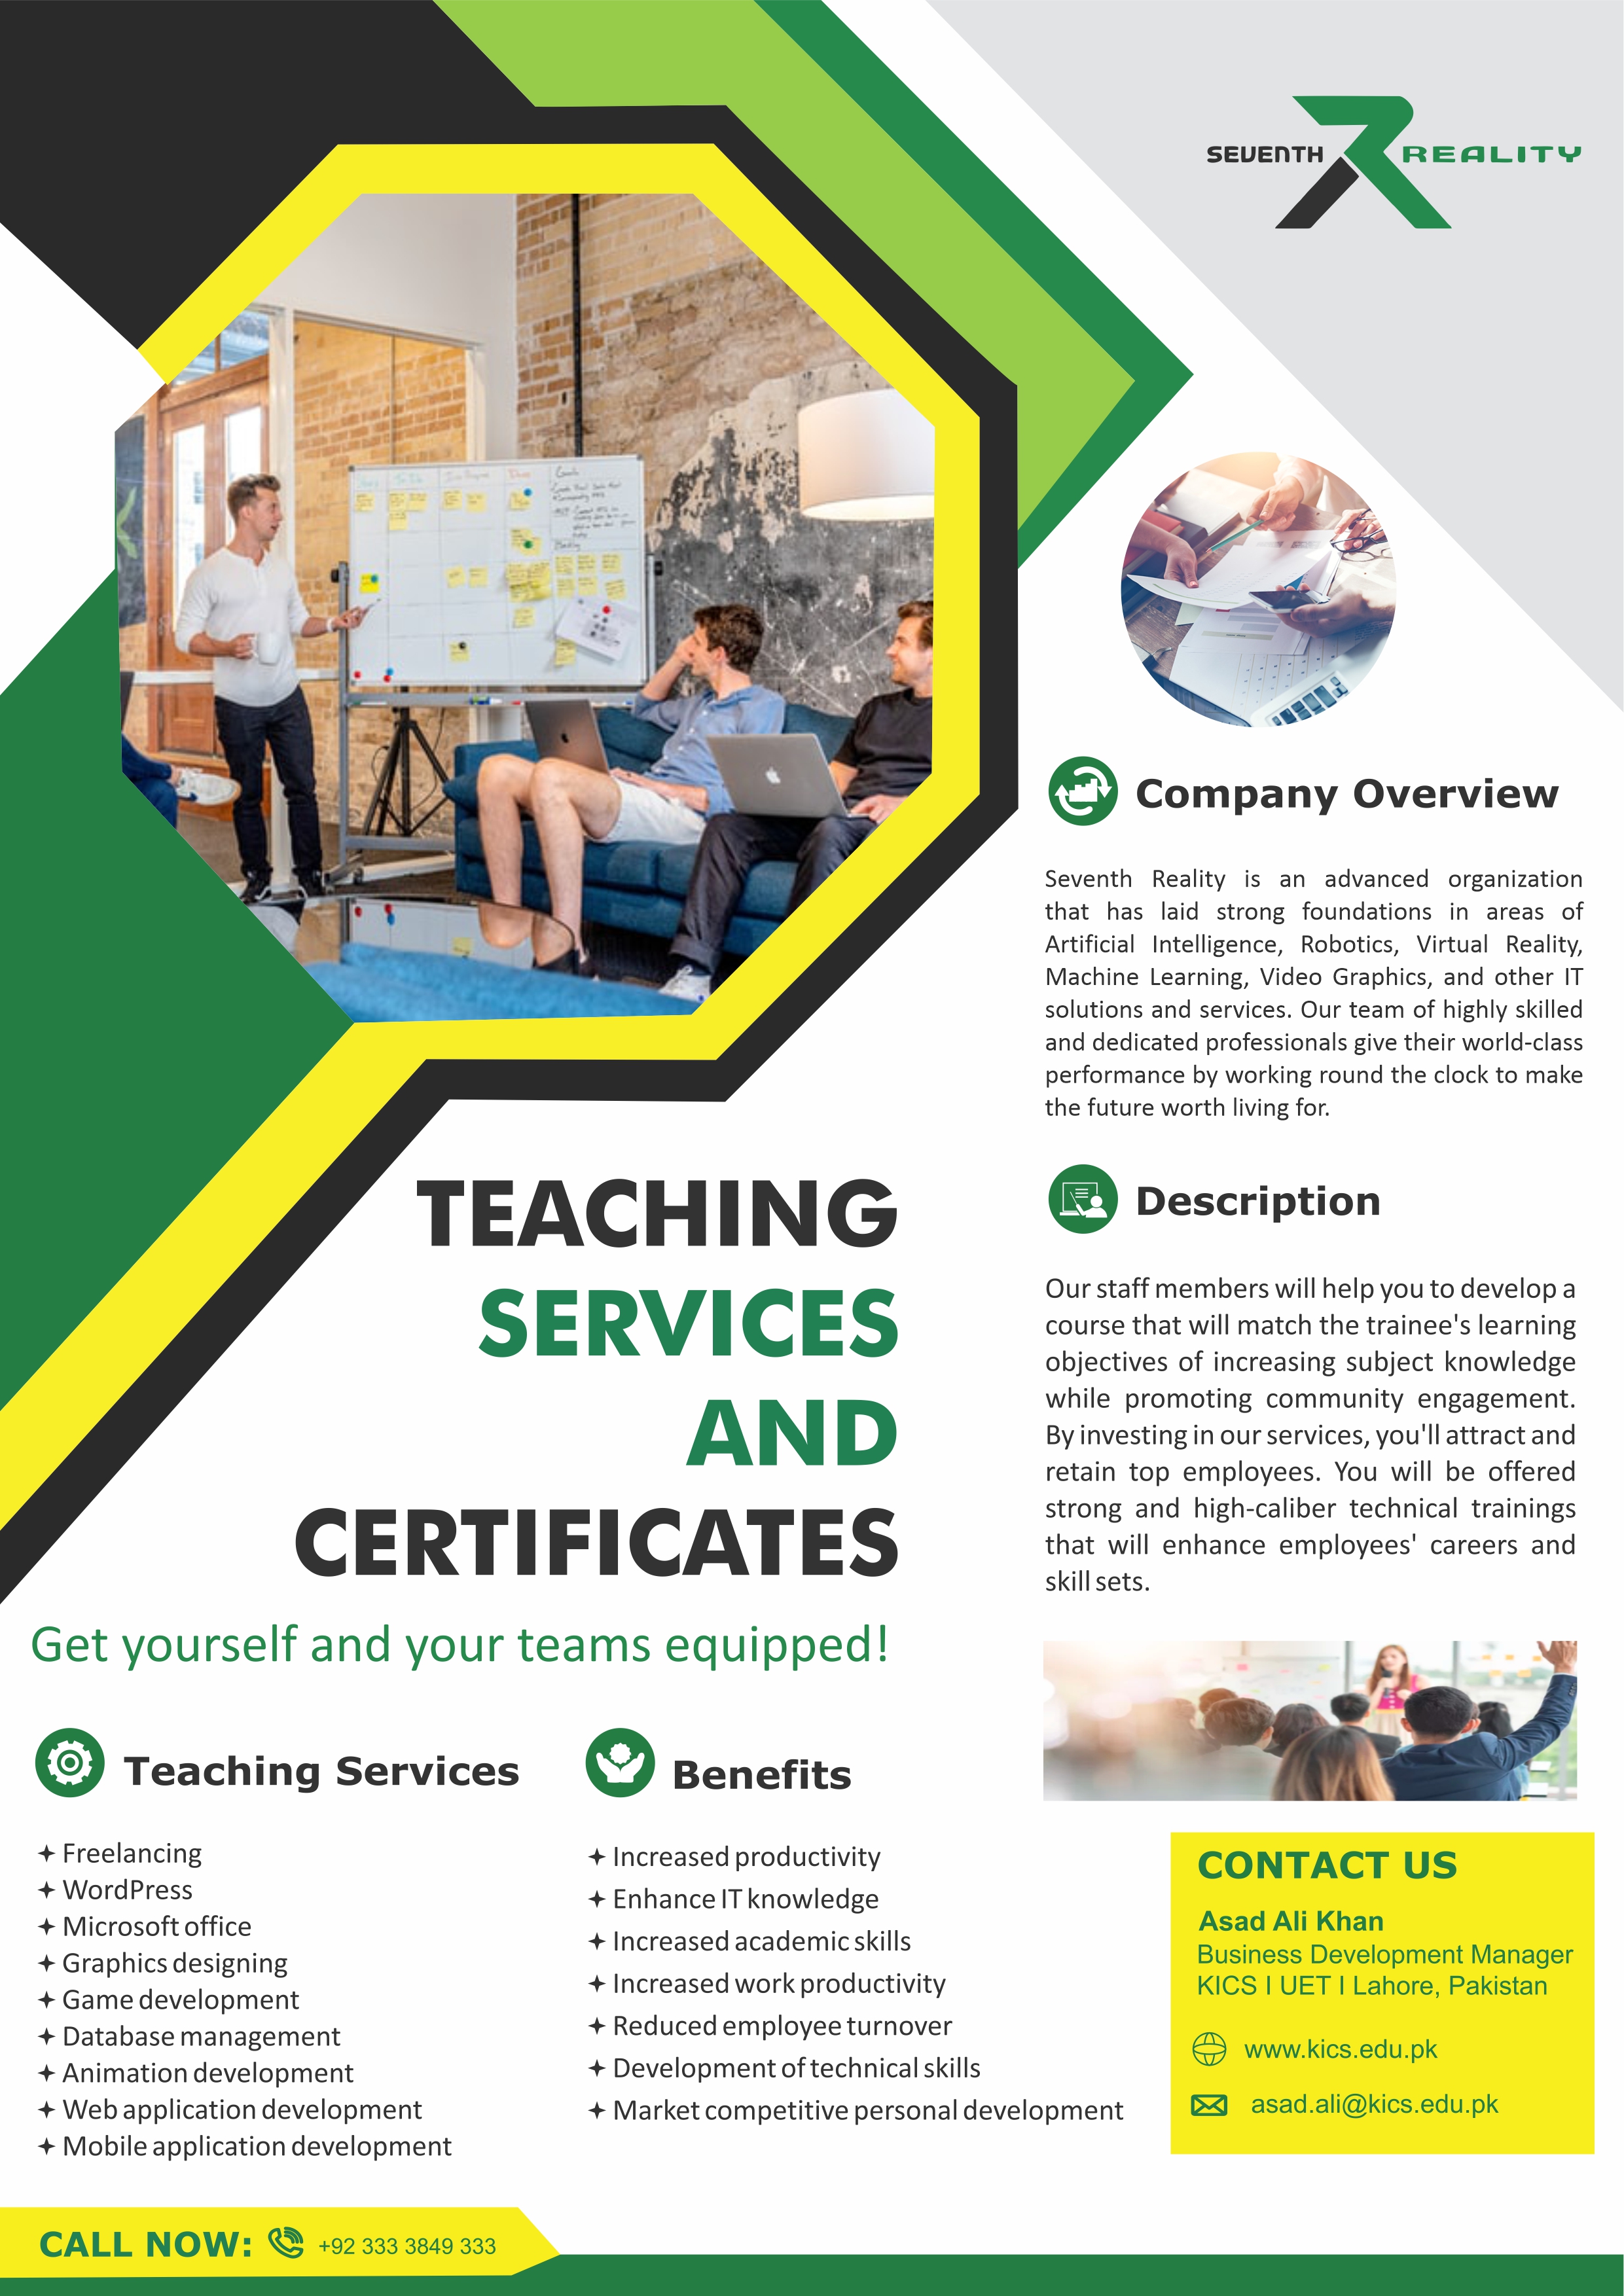 SEVENTH REALITY
Company Overview
Seventh Reality is an advanced organization
that has laid strong foundations in areas of
Artificial Intelligence, Robotics, Virtual Reality,
Machine Learning, Video Graphics, and other IT
solutions and services. Our team of highly skilled
and dedicated professionals give their world-class
performance by working round the clock to make
the future worth living for.
Description
Our staff members will help you to develop a
course that will match the trainee's learning
objectives of increasing subject knowledge
while promoting community engagement.
By investing in our services, you'll attract and
retain top employees. You will be offered
strong and high-caliber technical trainings
that will enhance employees' careers and
skill sets.
TEACHING
SERVICES
AND
CERTIFICATES
Get yourself and your teams equipped!
Teaching Services
Freelancing
WordPress
Microsoft office
Graphics designing
Game development
Database management
Animation development
Web application development
Mobile application development
Benefits
Increased productivity
Enhance IT knowledge
Increased academic skills
Increased work productivity
Reduced employee turnover
Development of technical skills
Market competitive personal development
CONTACT US
Asad Ali Khan
Business Development Manager
KICS I UET I Lahore, Pakistan
www.kics.edu.pk
asad.ali@kics.edu.pk
CALL NOW: +92 333 3849 333